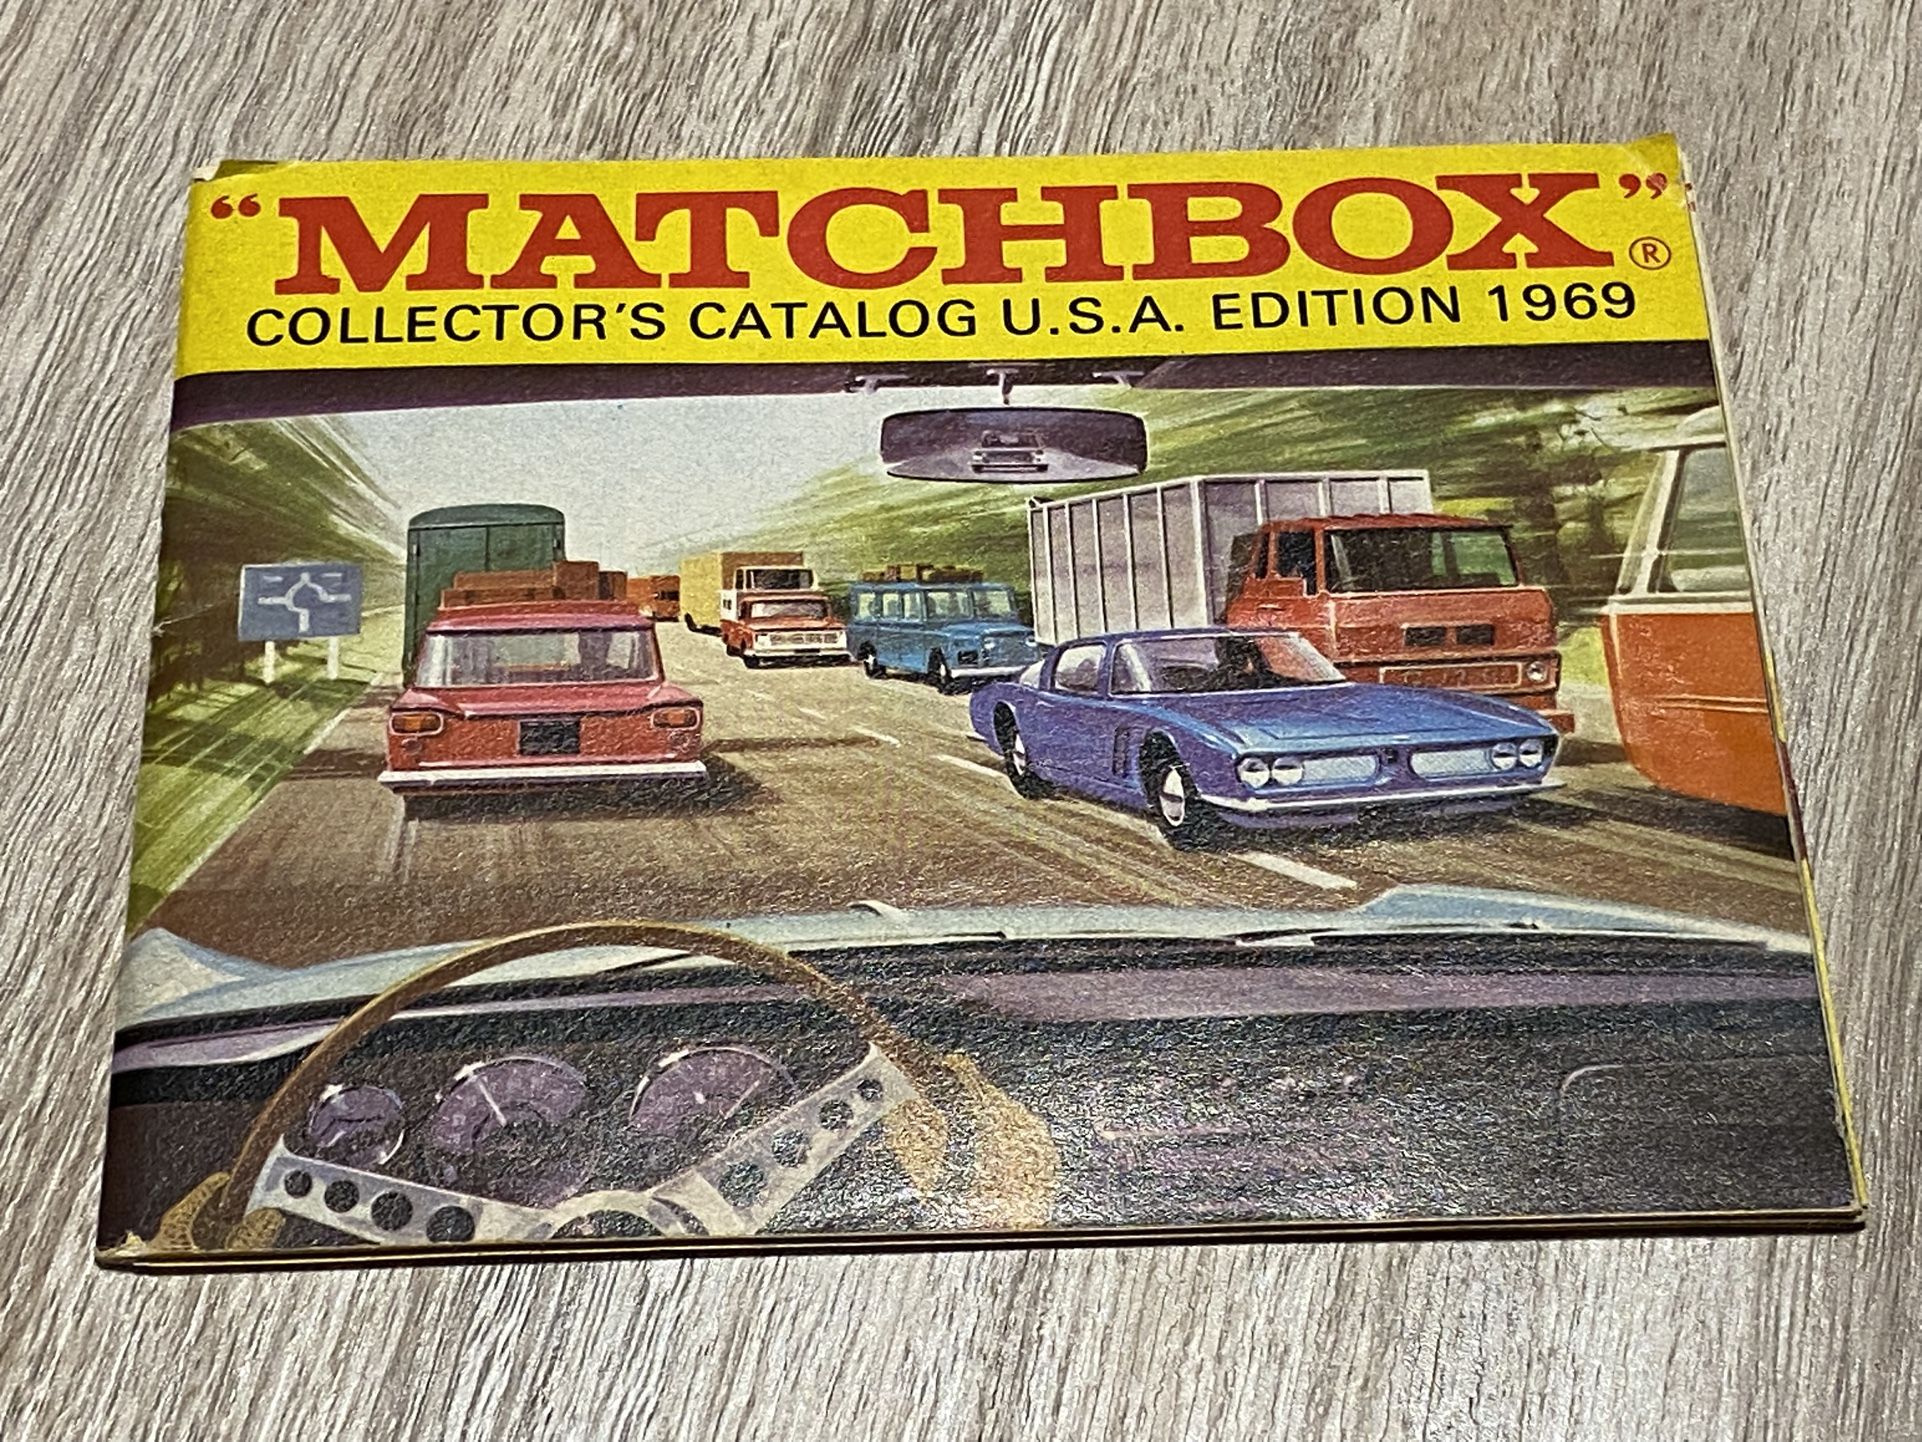 “MATCHBOX”®
COLLECTOR'S CATALOG U.S.A. EDITION 1969